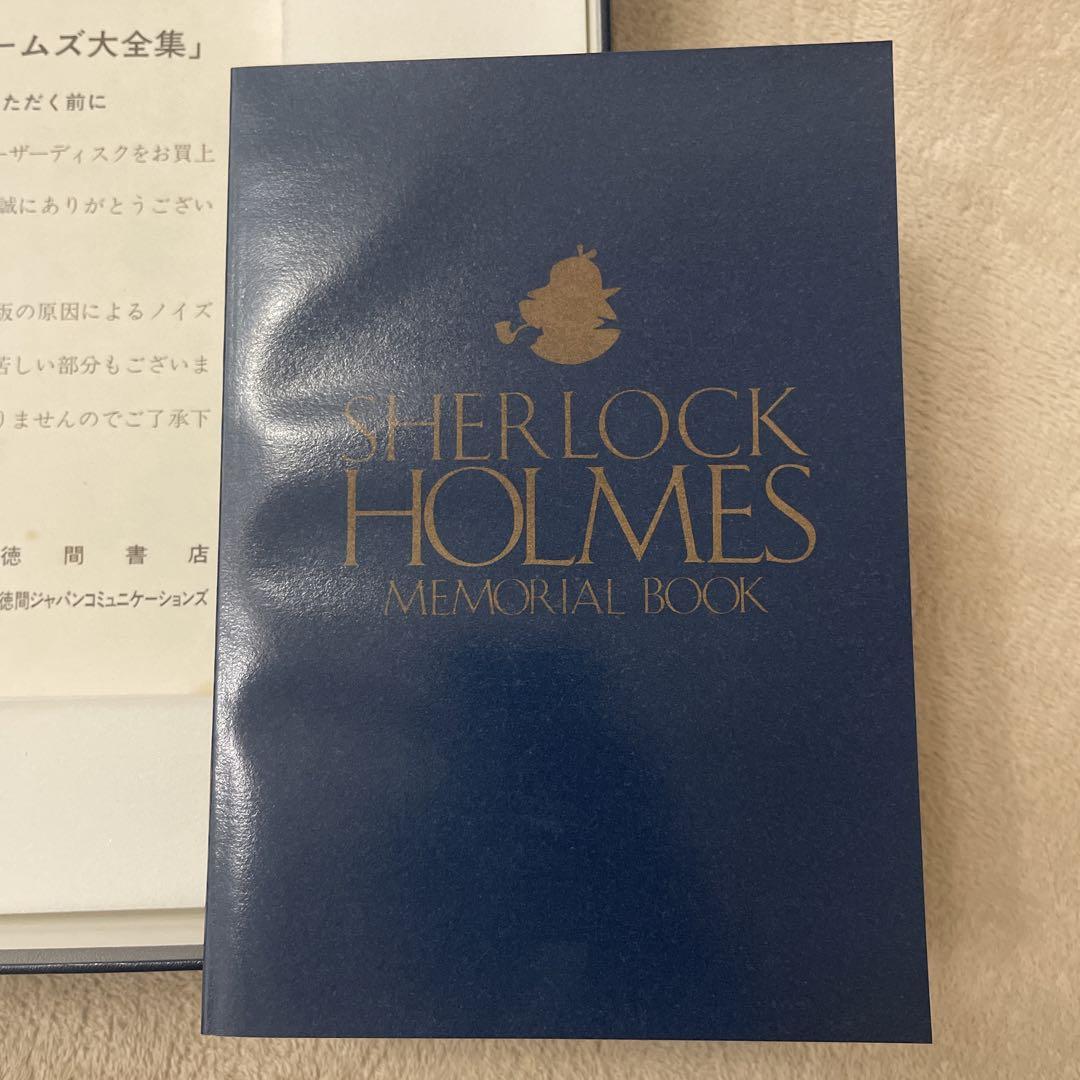 ームズ大全集」
ただく前に
ーザーディスクをお買上
誠にありがとうござい
版の原因によるノイズ
苦しい部分もございま
りませんのでご了承下
徳間書店
徳間ジャパンコミュニケーションズ
SHERLOCK
HOLMES
MEMORIAL BOOK